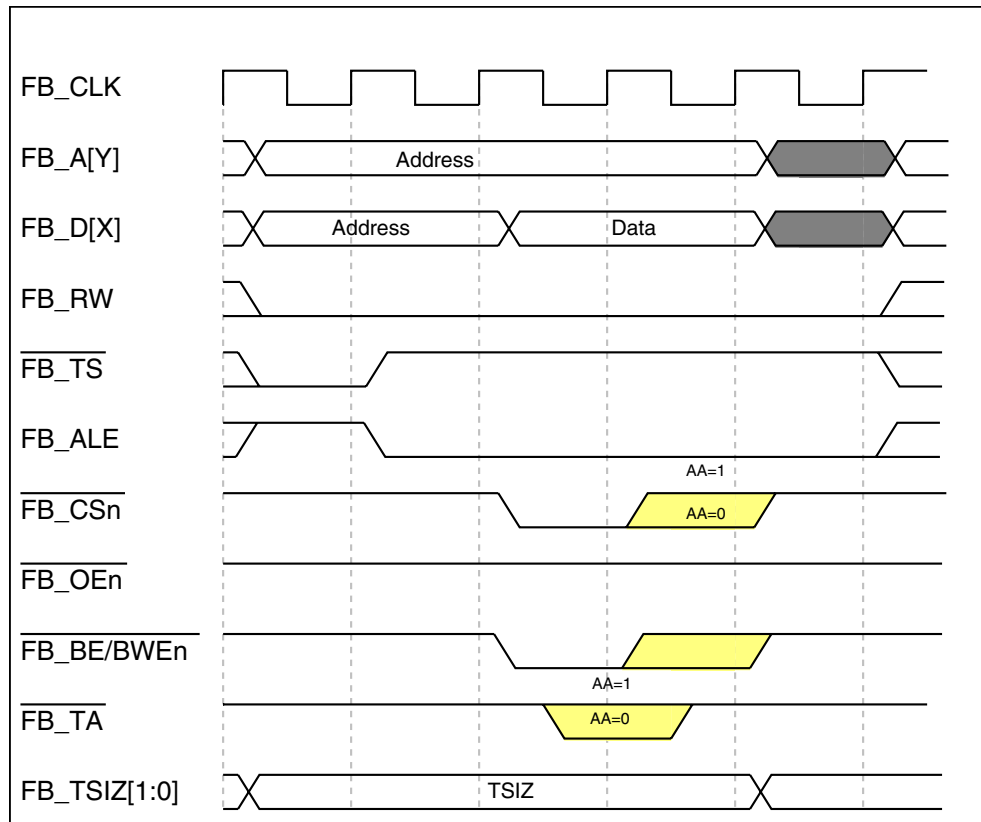 FB_CLK
FB_A[Y]
Address
FB_D[X]
Address
Data
FB_RW
FB_TS
FB_ALE
AA=1
FB_CSn
AA=0
FB_OEn
FB_BE/BWEn
AA=1
FB_TA
AA=0
FB_TSIZ[1:0]
TSIZ